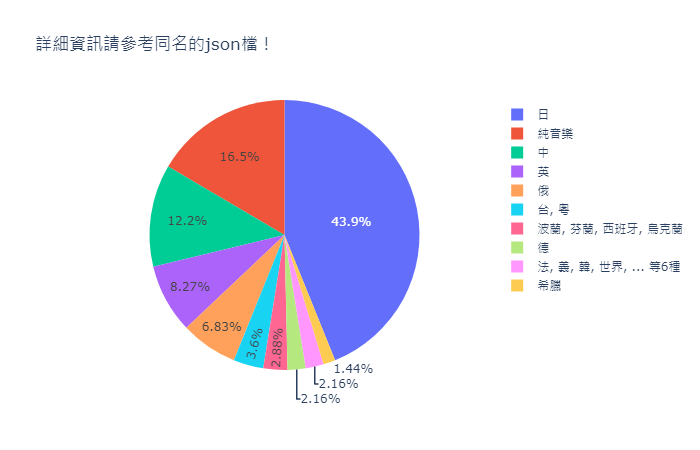 詳細資訊請參考同名的json檔！
43.9%
16.5%
12.2%
8.27%
6.83%
3.6%
2.88%
2.16%
2.16%
1.44%
日
純音樂
中
英
俄
台, 粵
波蘭, 芬蘭, 西班牙, 烏克蘭
德
法, 義, 韓, 世界, ... 等6種
希臘